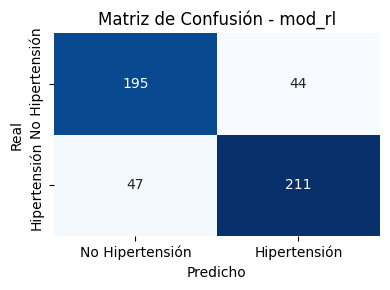 Matriz de Confusión - mod_rl
Real
No Hipertensión
195
44
Hipertensión
47
211
No Hipertensión
Hipertensión
Predicho